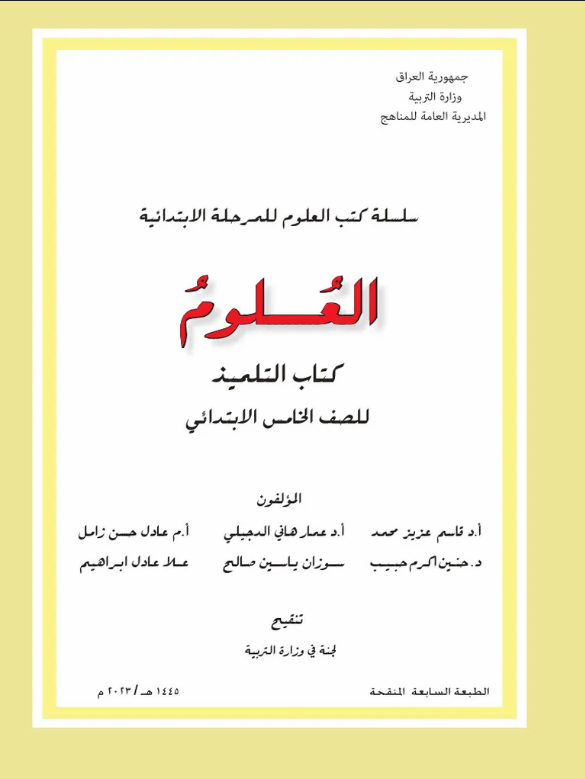 جمهورية العراق
وزارة التربية
المديرية العامة للمناهج
سلسلة كتب العلوم للمرحلة الابتدائية
العُلومُ
كتاب التلميذ
للصف الخامس الابتدائي
المؤلفون
أ.د قاسم عزيز محمد أ.د عمار هاني الدجيلي أ.م عادل حسن زامل
د.حنين اكرم حبيب سوزان ياسين صالح علا عادل ابراهيم
تنقيح
لجنة في وزارة التربية
الطبعة السابعة المنقحة ١٤٤٥ هـ / ٢٠٢٣ م